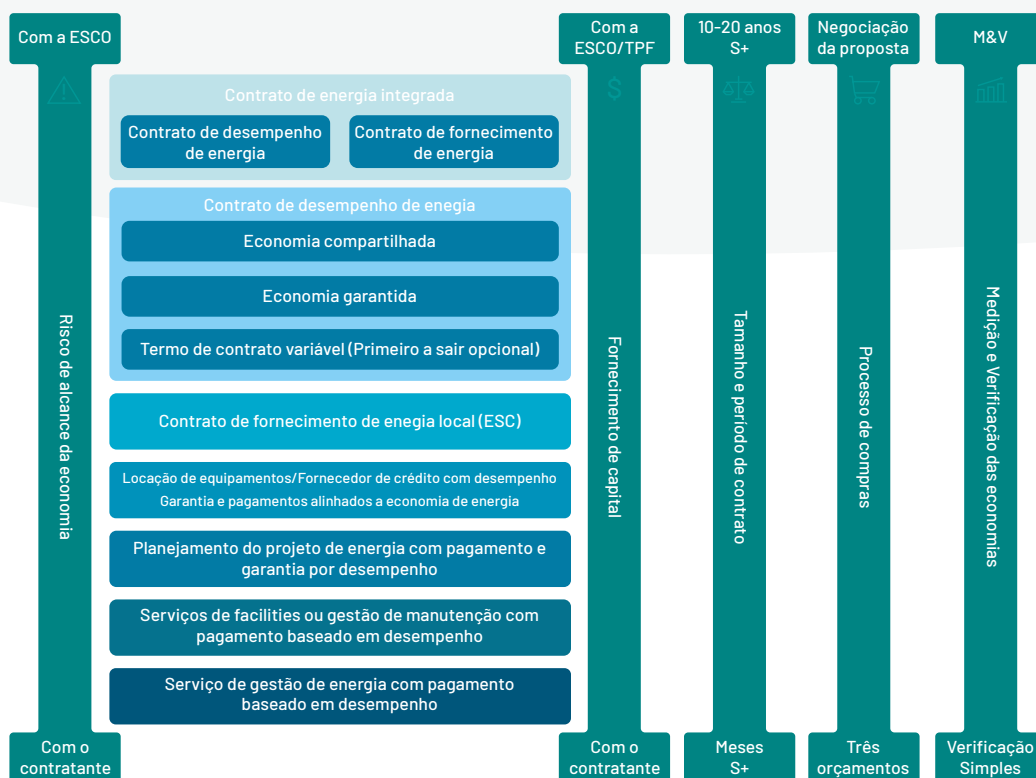 Com a ESCO
Com a
ESCO/TPF
10-20 anos
S+
Negociação
da proposta
M&V
Contrato de energia integrada
Contrato de desempenho
de energia
Contrato de fornecimento
de energia
Contrato de desempenho de enegia
Economia compartilhada
Economia garantida
Termo de contrato variável (Primeiro a sair opcional)
Contrato de fornecimento de enegia local (ESC)
Locação de equipamentos/Fornecedor de crédito com desempenho
Garantia e pagamentos alinhados a economia de energia
Planejamento do projeto de energia com pagamento e
garantia por desempenho
Serviços de facilities ou gestão de manutenção com
pagamento baseado em desempenho
Serviço de gestão de energia com pagamento
baseado em desempenho
Risco de alcance da economia
Fornecimento de capital
$
Tamanho e período de contrato
Processo de compras
Medição e Verificação das economias
Com o
contratante
Com o
contratante
Meses
S+
Três
orçamentos
Verificação
Simples